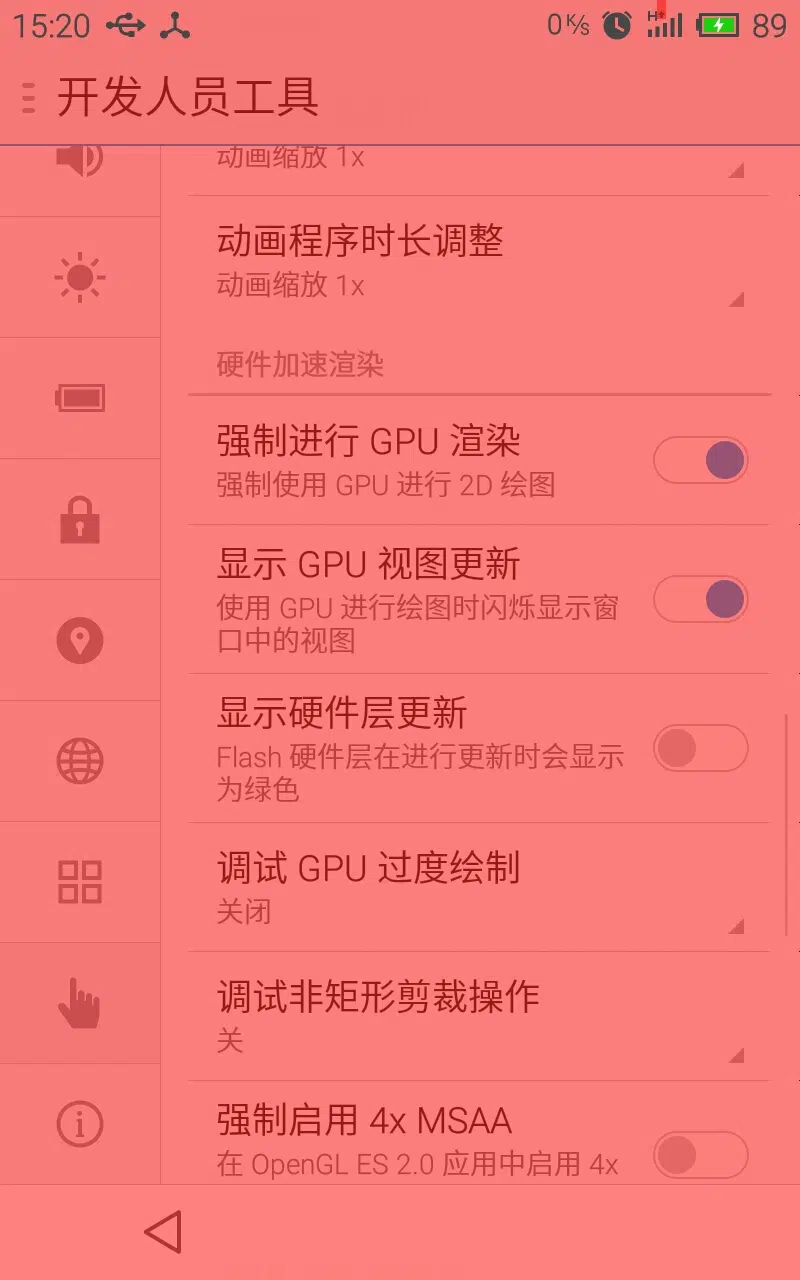 15:20
0 K/s
H+
89
开发人员工具
动画缩放 1x
动画程序时长调整
动画缩放 1x
硬件加速渲染
强制进行 GPU 渲染
强制使用 GPU 进行 2D 绘图
显示 GPU 视图更新
使用 GPU 进行绘图时闪烁显示窗
口中的视图
显示硬件层更新
Flash 硬件层在进行更新时会显示
为绿色
调试 GPU 过度绘制
关闭
调试非矩形剪裁操作
关
强制启用 4x MSAA
在 OpenGL ES 2.0 应用中启用 4x